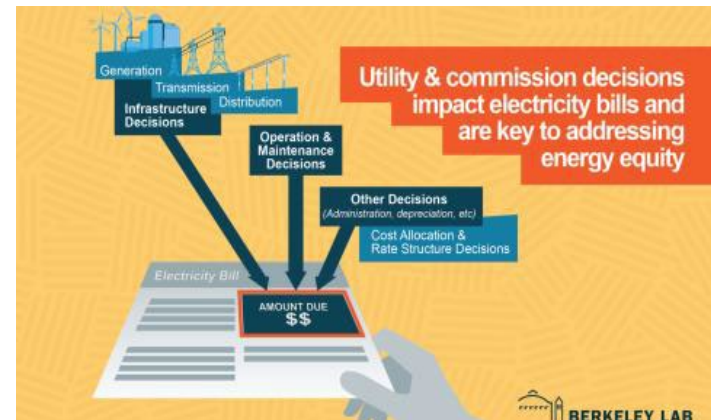 Utility & commission decisions
impact electricity bills and
are key to addressing
energy equity
Generation
Transmission
Distribution
Infrastructure
Decisions
Operation &
Maintenance
Decisions
Other Decisions
(Administration, depreciation, etc)
Cost Allocation &
Rate Structure Decisions
Electricity Bill
AMOUNT DUE
$$
BERKELEY LAB